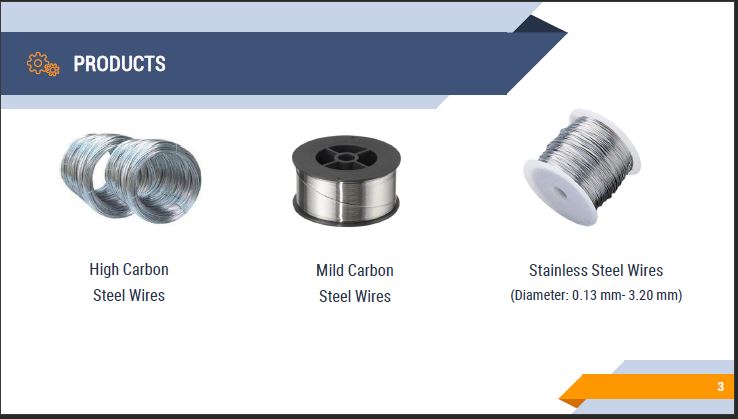 PRODUCTS
High Carbon
Steel Wires
Mild Carbon
Steel Wires
Stainless Steel Wires
(Diameter: 0.13 mm- 3.20 mm)
3